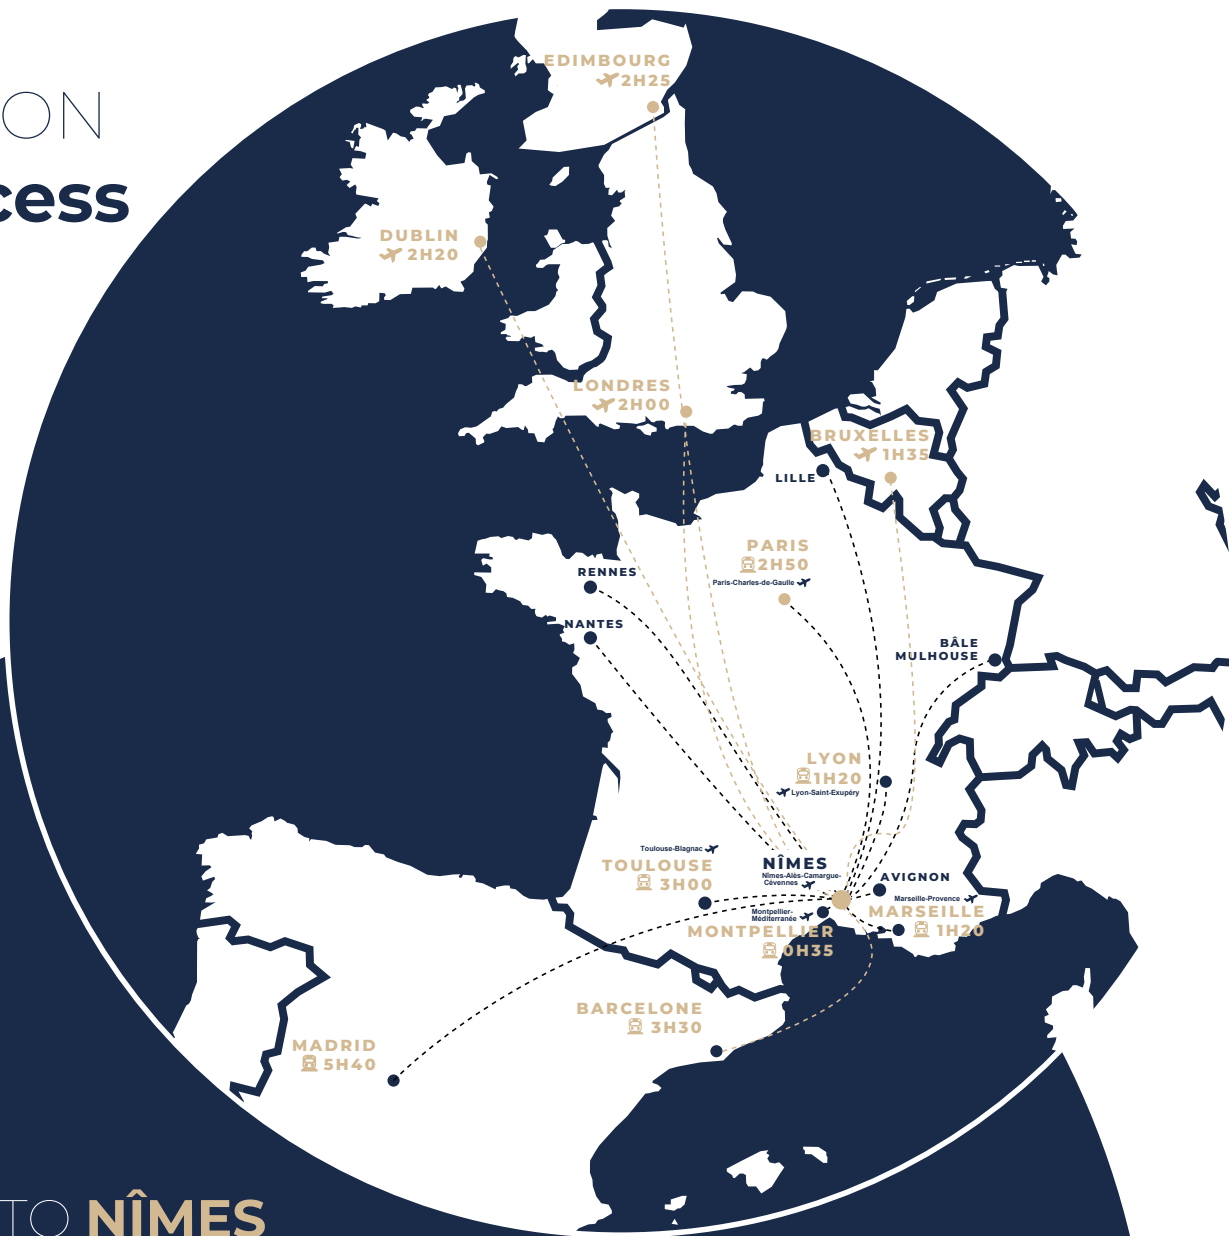 ON
cess
EDIMBOURG
2H25
DUBLIN
2H20
LONDRES
2H00
BRUXELLES
1H35
LILLE
PARIS
2H50
Paris-Charles-de-Gaulle
RENNES
NANTES
BÂLE
MULHOUSE
LYON
1H20
Lyon-Saint-Exupéry
Toulouse-Blagnac
TOULOUSE
3H00
NÎMES
Nîmes-Alès-Camargue-
Cévennes
AVIGNON
Marseille-Provence
MARSEILLE
1H20
Montpellier-
Méditerranée
MONTPELLIER
0H35
BARCELONE
3H30
MADRID
5H40
TO NÎMES